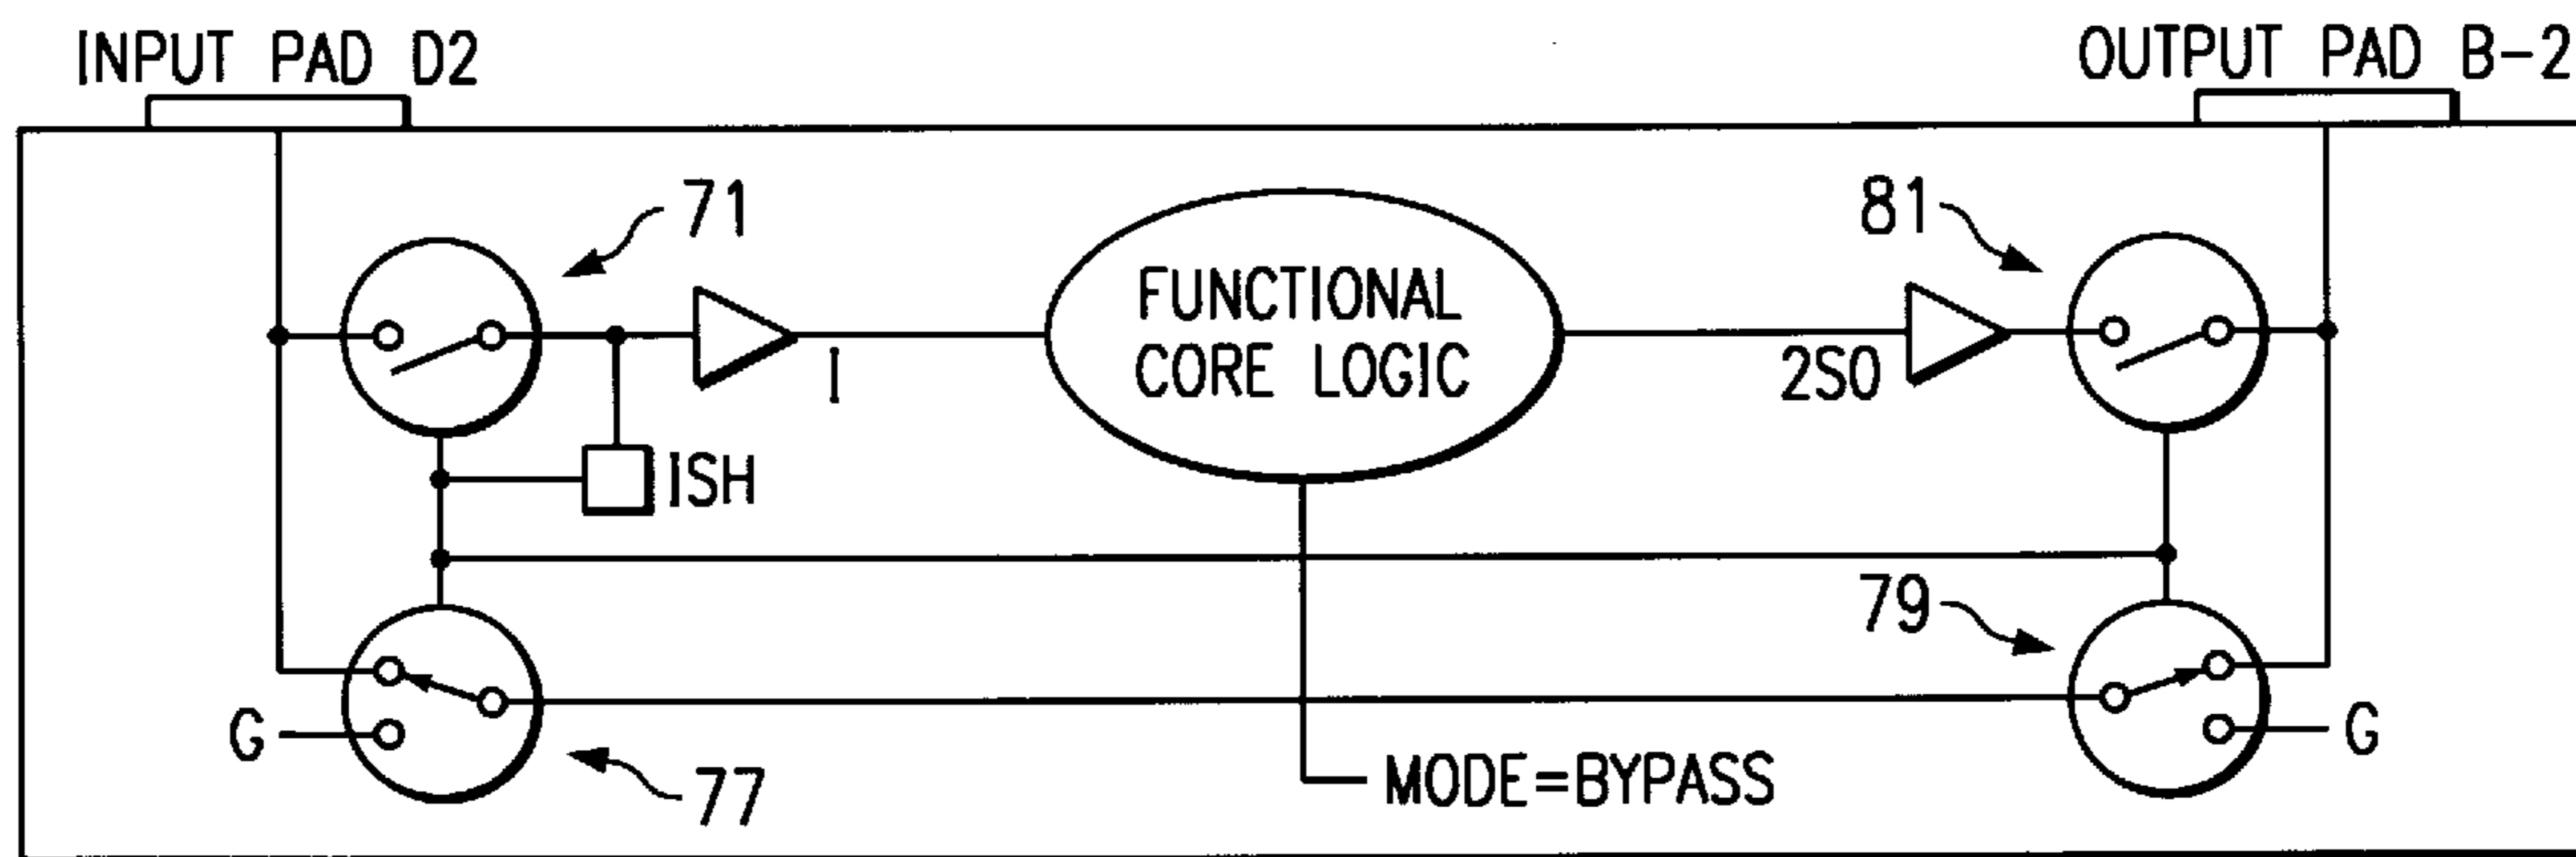 INPUT PAD D2
OUTPUT PAD B-2
71
81
FUNCTIONAL
CORE LOGIC
I
2SO
ISH
79
G
G
MODE=BYPASS
77